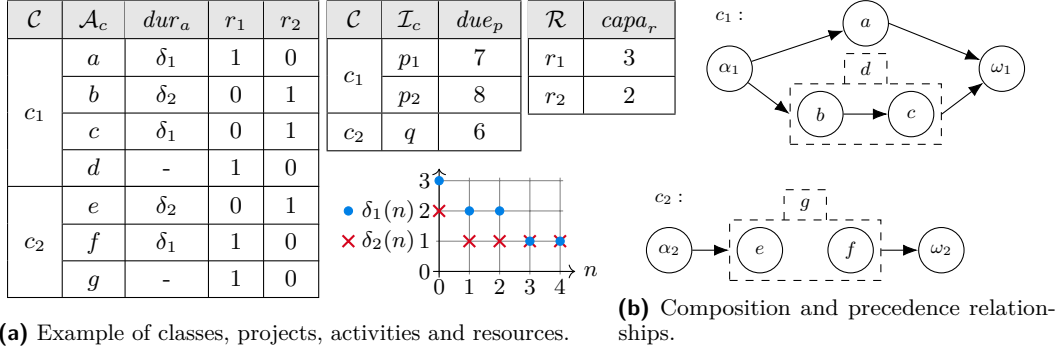 𝒞 𝒜_c dur_a r_1 r_2
c_1
a δ_1 1 0
b δ_2 0 1
c δ_1 0 1
d - 1 0
c_2
e δ_2 0 1
f δ_1 1 0
g - 1 0
𝒞 ℐ_c due_p
c_1
p_1 7
p_2 8
c_2 q 6
ℛ capa_r
r_1 3
r_2 2
3
2
1
0
δ_1(n)
δ_2(n)
0 1 2 3 4
n
(a) Example of classes, projects, activities and resources.
c_1 :
a
α_1
d
ω_1
b
c
c_2 :
g
α_2
e
f
ω_2
(b) Composition and precedence relation-
ships.